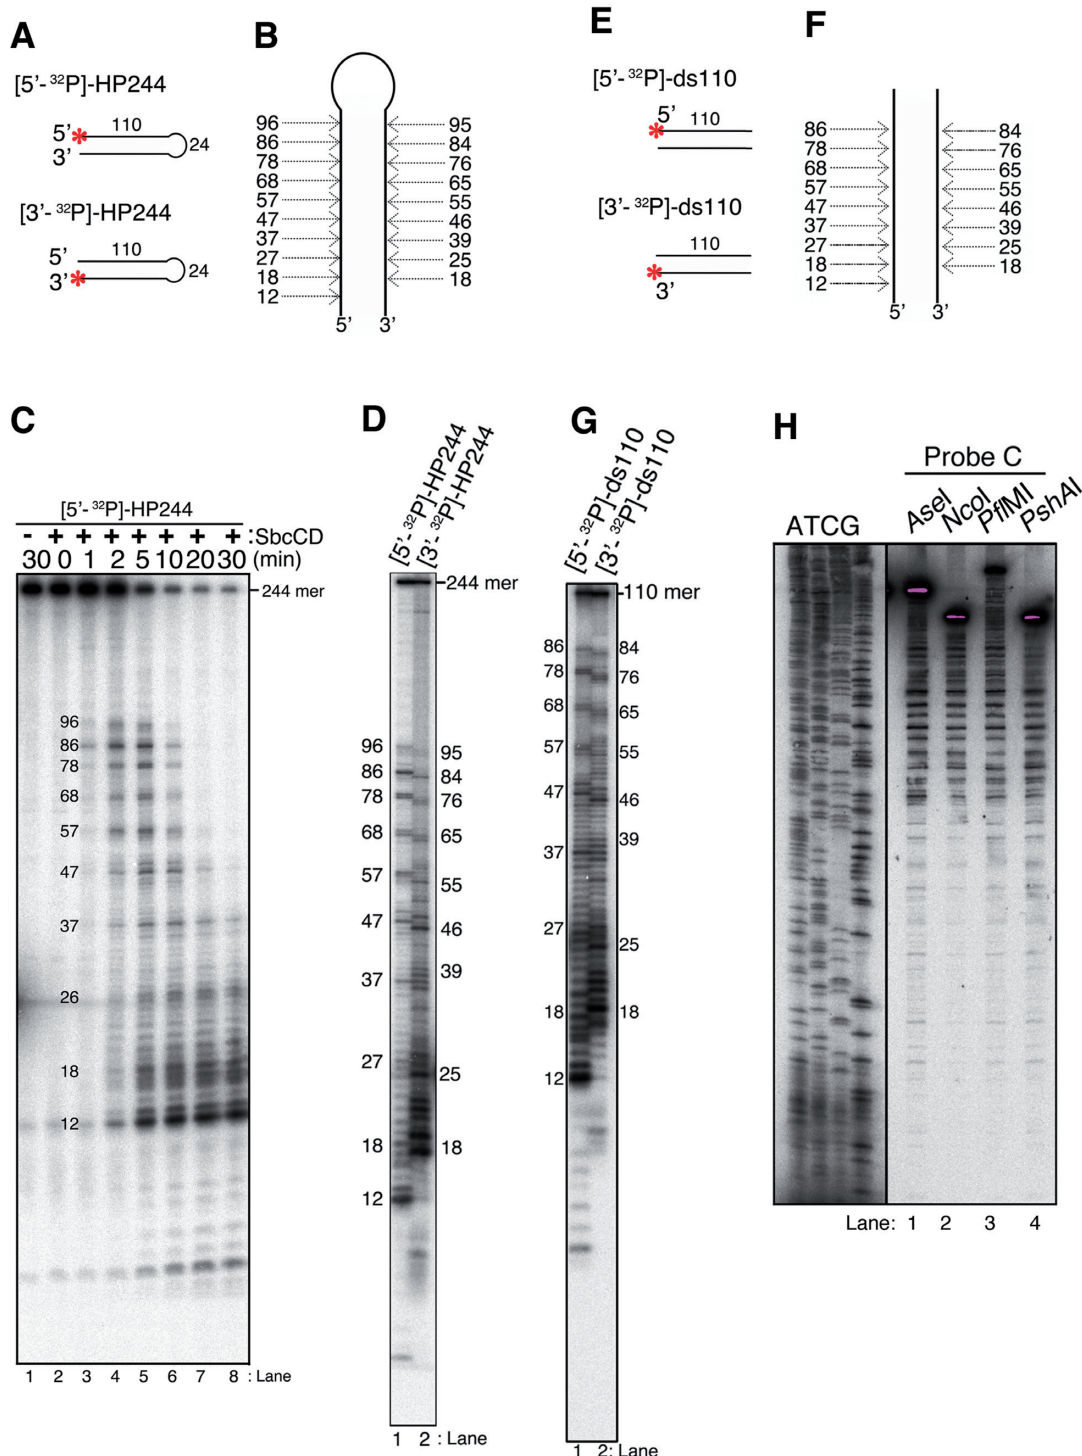 A
[5’-³²P]-HP244
5’ 110
3’ 24
[3’-³²P]-HP244
5’ 110
3’ 24
B
96 95
86 84
78 76
68 65
57 55
47 46
37 39
27 25
18 18
12
5’ 3’
E
[5’-³²P]-ds110
5’ 110
[3’-³²P]-ds110
110
3’
F
86 84
78 76
68 65
57 55
47 46
37 39
27 25
18 18
12
5’ 3’
C
[5’-³²P]-HP244
- + + + + + + + :SbcCD
30 0 1 2 5 10 20 30 (min)
244 mer
96
86
78
68
57
47
37
26
18
12
1 2 3 4 5 6 7 8 : Lane
D
[5’-³²P]-HP244
[3’-³²P]-HP244
244 mer
96 95
86 84
78 76
68 65
57 55
47 46
37 39
27 25
18 18
12
1 2 : Lane
G
[5’-³²P]-ds110
[3’-³²P]-ds110
110 mer
86 84
78 76
68 65
57 55
47 46
37 39
27 25
18 18
12
1 2: Lane
H
Probe C
ATCG AseI NcoI PflMI PshAI
Lane: 1 2 3 4